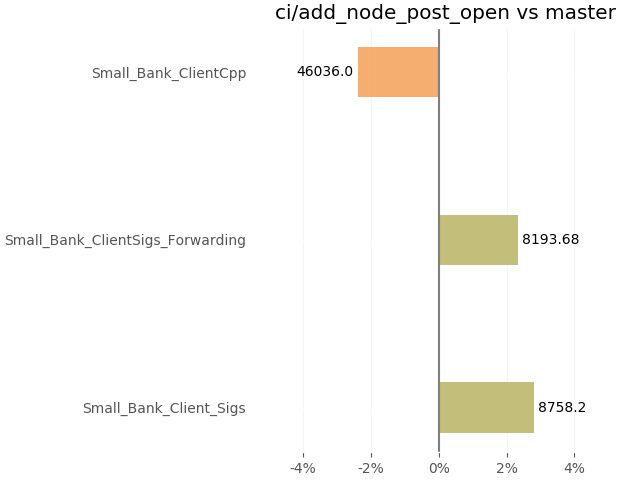 ci/add_node_post_open vs master
Small_Bank_ClientCpp
46036.0
Small_Bank_ClientSigs_Forwarding
8193.68
Small_Bank_Client_Sigs
8758.2
-4% -2% 0% 2% 4%